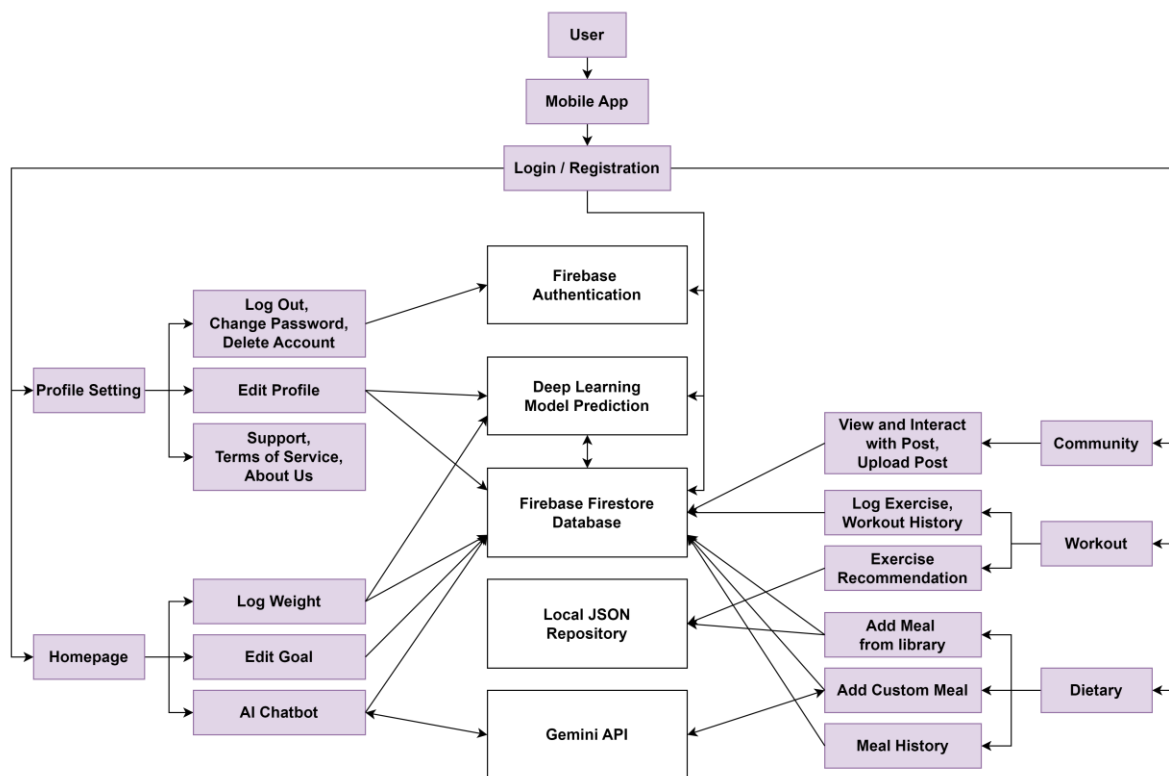 User
Mobile App
Login / Registration
Firebase
Authentication
Log Out,
Change Password,
Delete Account
Profile Setting
Edit Profile
Deep Learning
Model Prediction
Support,
Terms of Service,
About Us
View and Interact
with Post,
Upload Post
Community
Firebase Firestore
Database
Log Exercise,
Workout History
Workout
Exercise
Recommendation
Log Weight
Local JSON
Repository
Add Meal
from library
Homepage
Edit Goal
Add Custom Meal
Dietary
AI Chatbot
Gemini API
Meal History